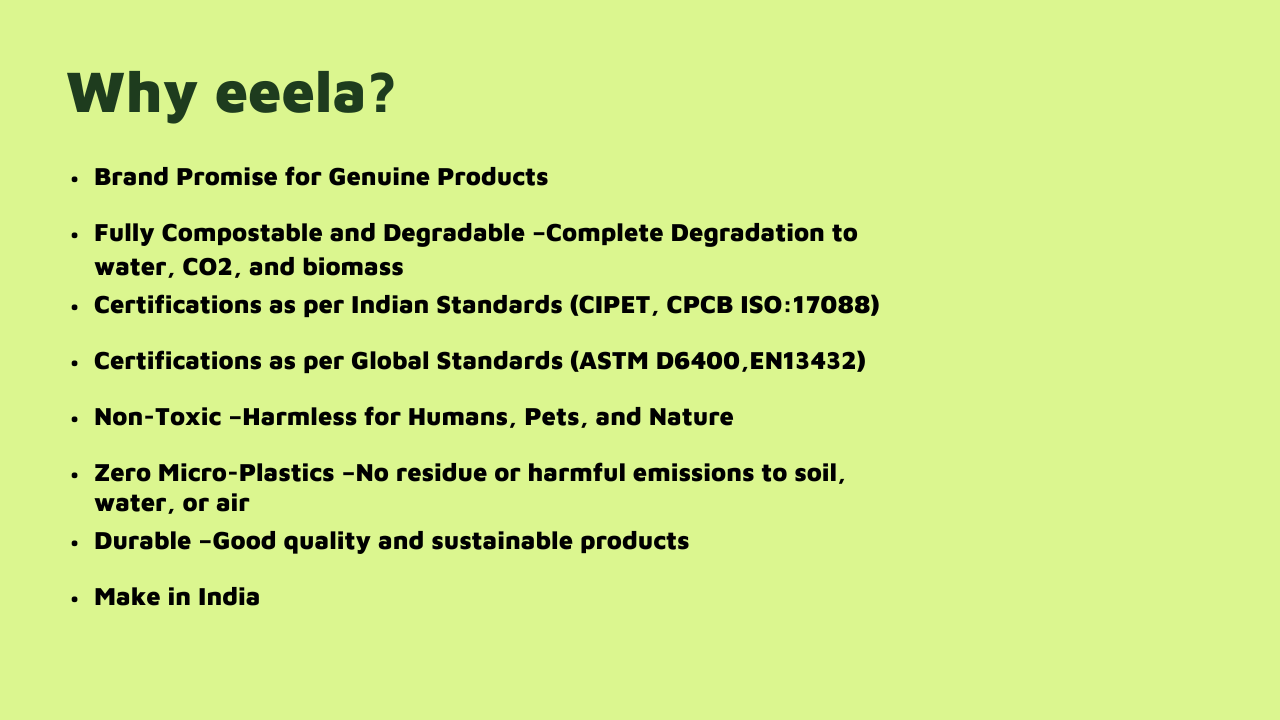 Why eeela?
• Brand Promise for Genuine Products
• Fully Compostable and Degradable –Complete Degradation to
water, CO2, and biomass
• Certifications as per Indian Standards (CIPET, CPCB ISO:17088)
• Certifications as per Global Standards (ASTM D6400,EN13432)
• Non-Toxic –Harmless for Humans, Pets, and Nature
• Zero Micro-Plastics –No residue or harmful emissions to soil,
water, or air
• Durable –Good quality and sustainable products
• Make in India